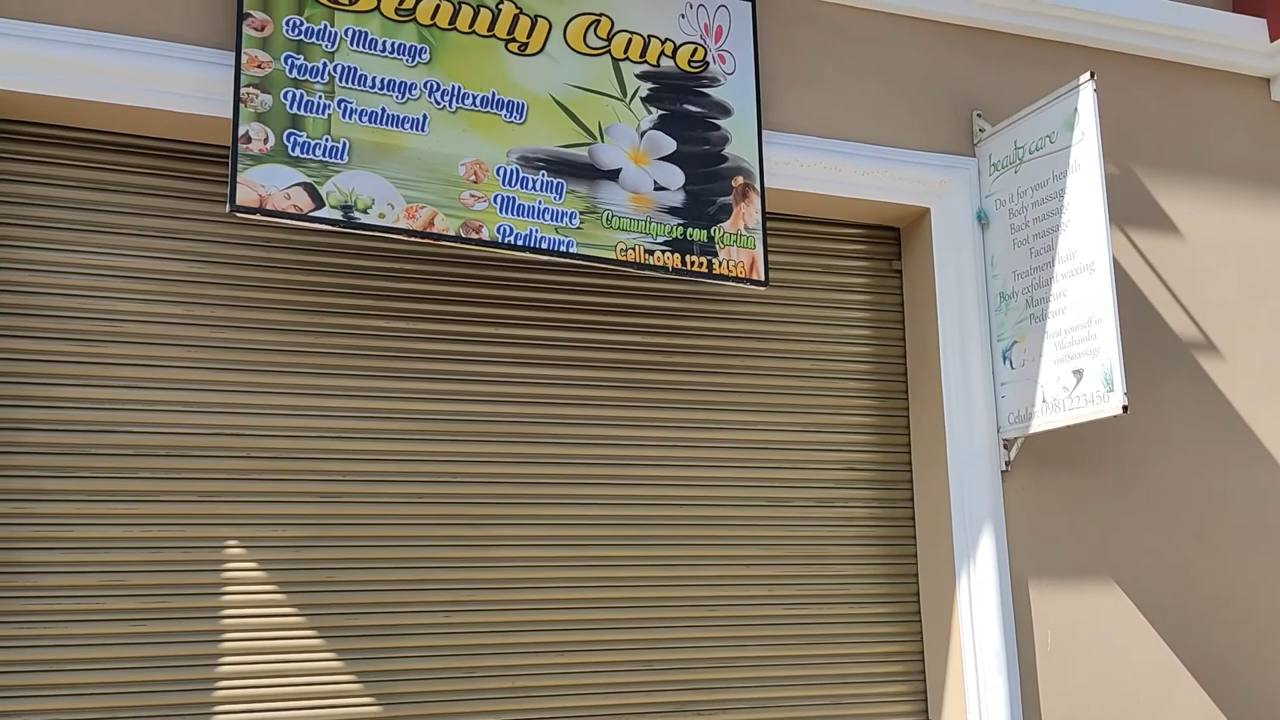 Beauty Care
Body Massage
Foot Massage Reflexology
Hair Treatment
Facial
Waxing
Manicure
Pedicure
Comuniquese con Karina
Cell: 098 122 3456
beauty care
Do it for your health
Body massage
Back massage
Foot massage
Facial
Treatment hair
Body exfoliant waxing
Manicure
Pedicure
Treat yourself in
Vilcabamba
Celular: 0981223456